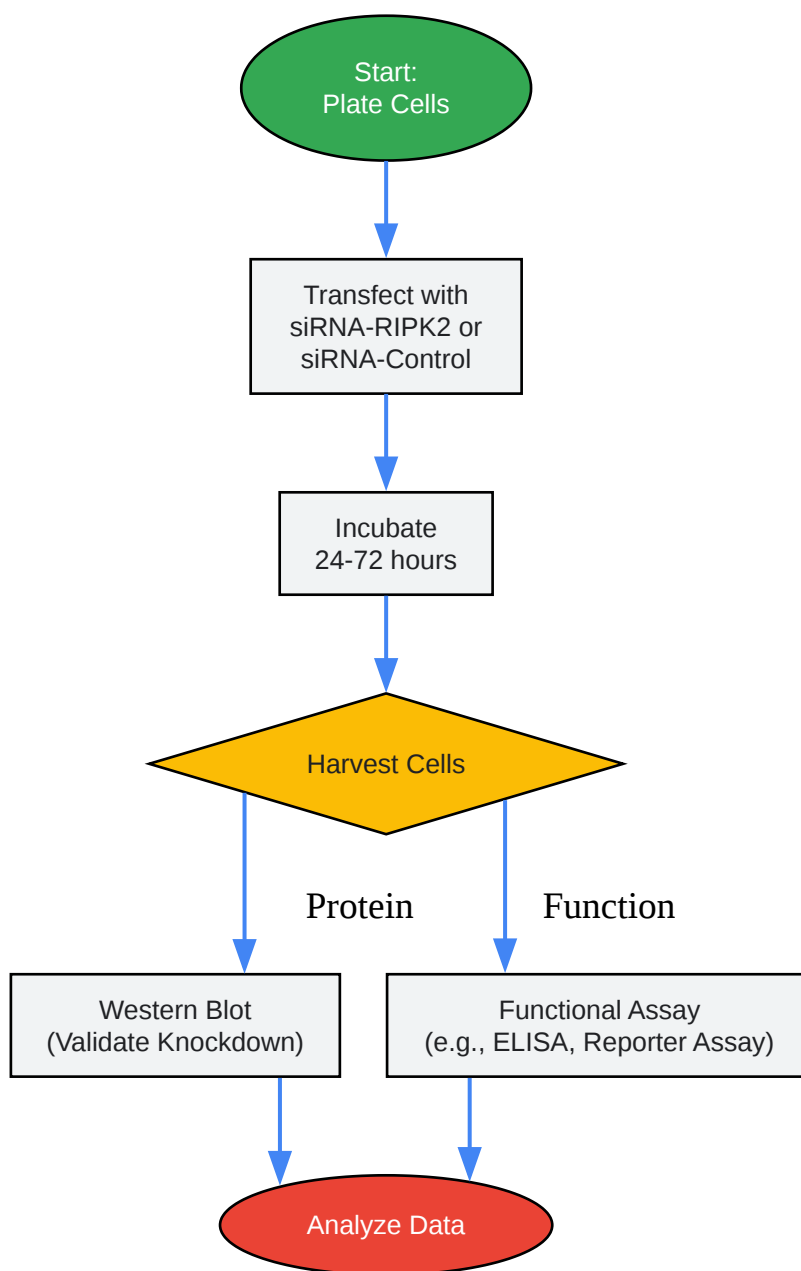 Start:
Plate Cells
Transfect with
siRNA-RIPK2 or
siRNA-Control
Incubate
24-72 hours
Harvest Cells
Protein
Function
Western Blot
(Validate Knockdown)
Functional Assay
(e.g., ELISA, Reporter Assay)
Analyze Data